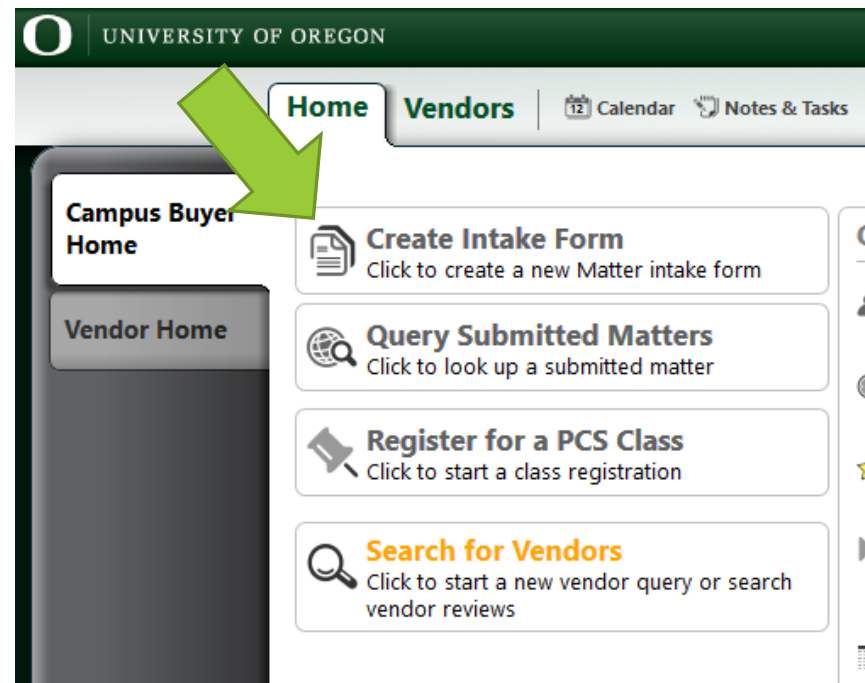 O UNIVERSITY OF OREGON
Home Vendors 12 Calendar Notes & Tasks
Campus Buyer
Home
Vendor Home
Create Intake Form
Click to create a new Matter intake form
Query Submitted Matters
Click to look up a submitted matter
Register for a PCS Class
Click to start a class registration
Search for Vendors
Click to start a new vendor query or search
vendor reviews